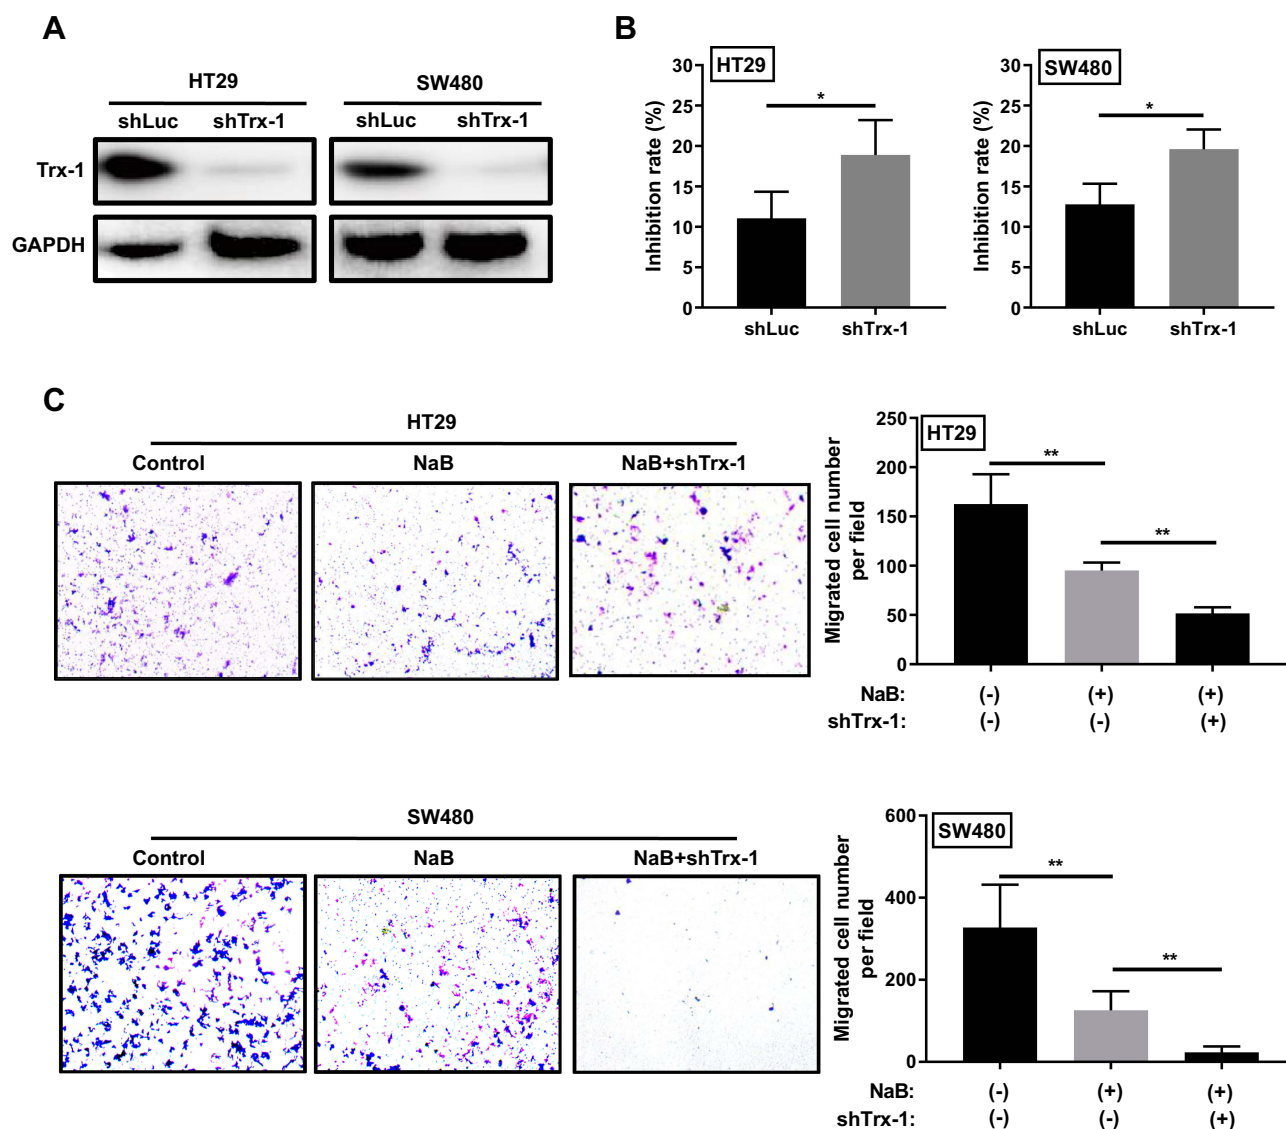 A
HT29
SW480
shLuc
shTrx-1
shLuc
shTrx-1
Trx-1
GAPDH
B
HT29
Inhibition rate (%)
30
25
20
15
10
5
0
*
shLuc
shTrx-1
SW480
Inhibition rate (%)
30
25
20
15
10
5
0
*
shLuc
shTrx-1
C
HT29
Control
NaB
NaB+shTrx-1
HT29
Migrated cell number
per field
250
200
150
100
50
0
**
**
NaB: (-) (+) (+)
shTrx-1: (-) (-) (+)
SW480
Control
NaB
NaB+shTrx-1
SW480
Migrated cell number
per field
600
400
200
0
**
**
NaB: (-) (+) (+)
shTrx-1: (-) (-) (+)